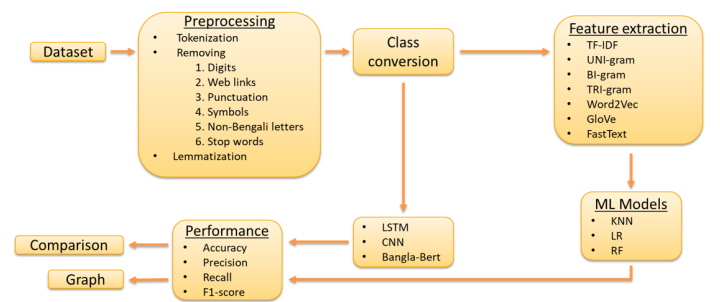 Dataset
Preprocessing
• Tokenization
• Removing
1. Digits
2. Web links
3. Punctuation
4. Symbols
5. Non-Bengali letters
6. Stop words
• Lemmatization
Class
conversion
Feature extraction
• TF-IDF
• UNI-gram
• BI-gram
• TRI-gram
• Word2Vec
• GloVe
• FastText
ML Models
• KNN
• LR
• RF
• LSTM
• CNN
• Bangla-Bert
Performance
• Accuracy
• Precision
• Recall
• F1-score
Comparison
Graph